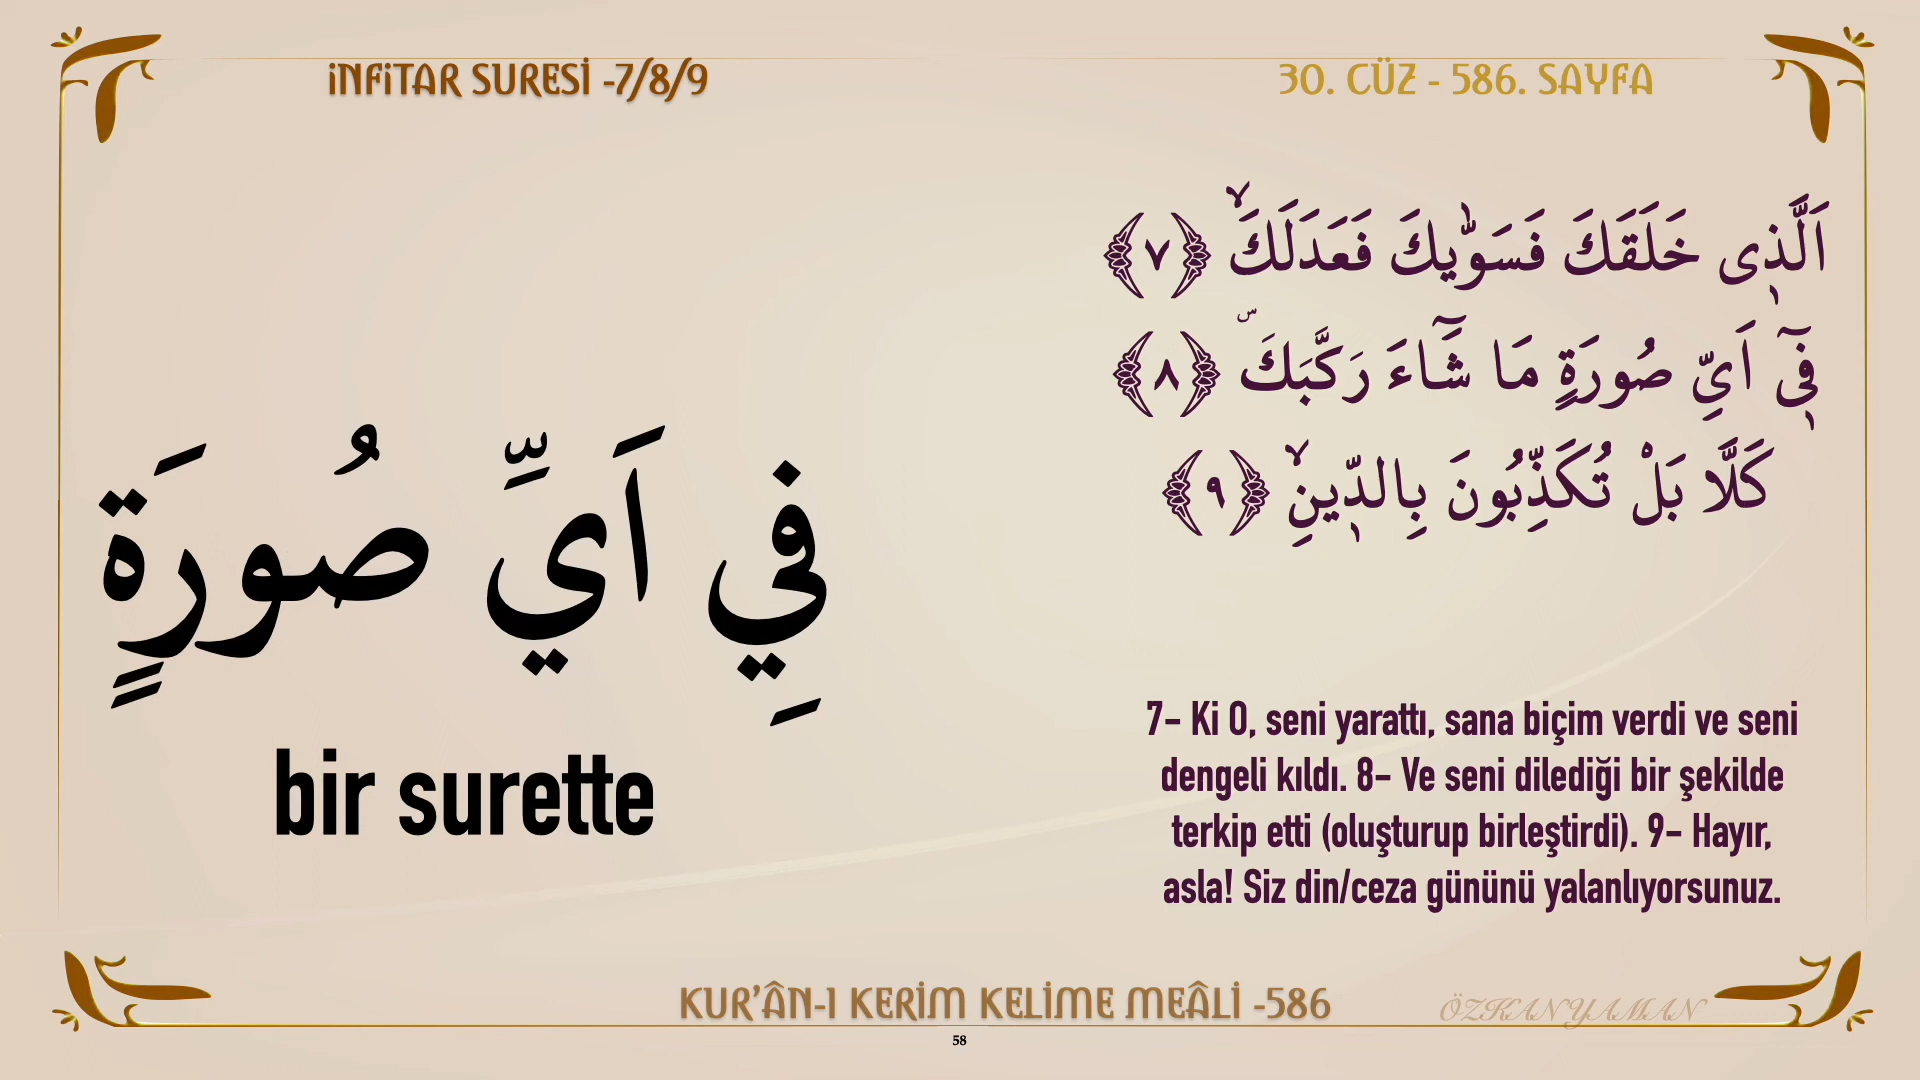 İNFİTAR SURESİ -7/8/9
30. CÜZ - 586. SAYFA
اَلَّذ۪ى خَلَقَكَ فَسَوّٰيكَ فَعَدَلَكَۙ ﴿٧﴾
ف۪ٓى اَىِّ صُورَةٍ مَا شَٓاءَ رَكَّبَكَۜ ﴿٨﴾
كَلَّا بَلْ تُكَذِّبُونَ بِالدّ۪ينِۙ ﴿٩﴾
فِي اَيِّ صُورَةٍ
bir surette
7– Ki O, seni yarattı, sana biçim verdi ve seni
dengeli kıldı. 8– Ve seni dilediği bir şekilde
terkip etti (oluşturup birleştirdi). 9– Hayır,
asla! Siz din/ceza gününü yalanlıyorsunuz.
KUR’ÂN-I KERİM KELİME MEÂLİ -586
ÖZKAN YAMAN
58